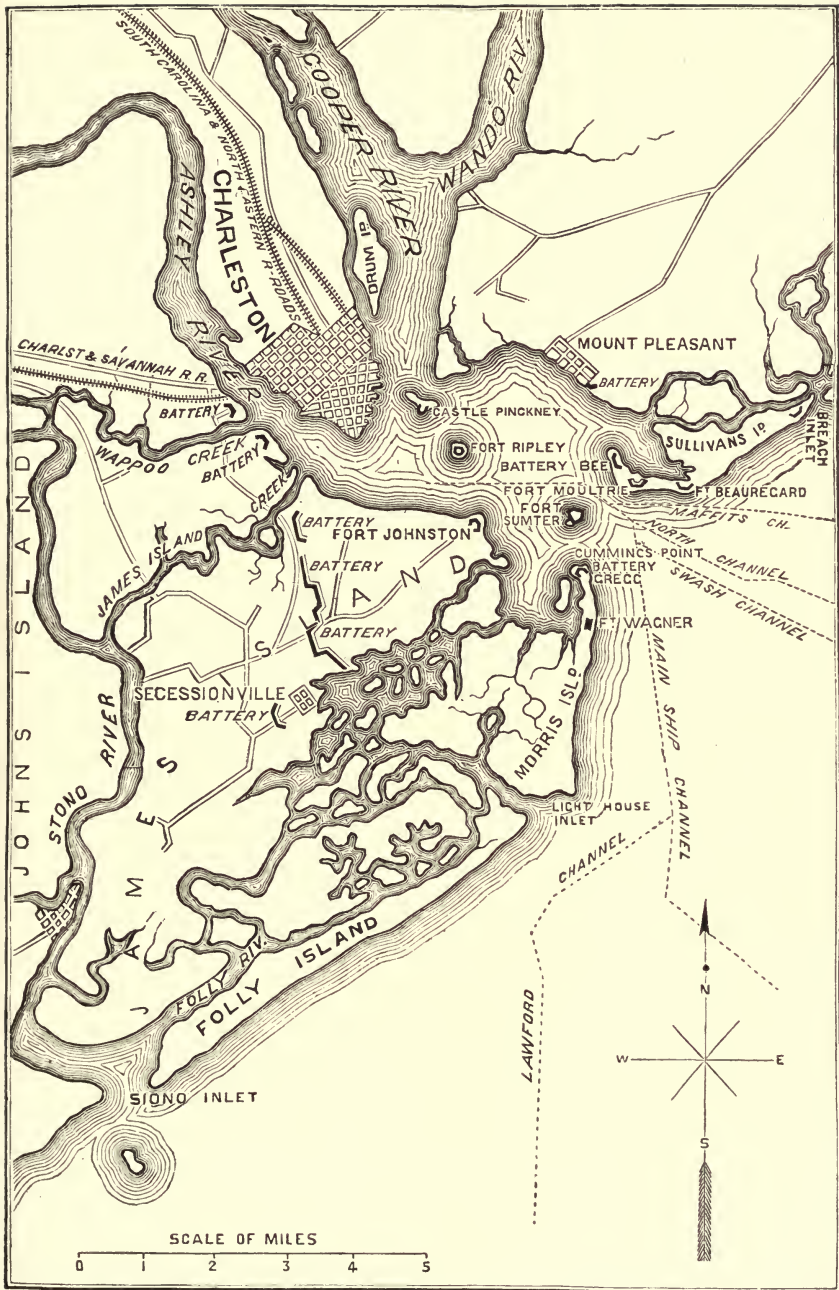 SOUTH CAROLINA & NORTH EASTERN R-ROADS
COOPER RIVER
WANDO RIV.
ASHLEY RIVER
CHARLESTON
DRUM ID.
CHARLST & SAVANNAH R.R.
BATTERY
MOUNT PLEASANT
BATTERY
CASTLE PINCKNEY
FORT RIPLEY
BATTERY BEE
SULLIVANS ID.
BREACH INLET
WAPPOO CREEK
BATTERY
FORT MOULTRIE
FT. BEAUREGARD
FORT
SUMTER
MAFFITS CH.
NORTH CHANNEL
SWASH CHANNEL
JAMES ISLAND CREEK
BATTERY
FORT JOHNSTON
BATTERY
CUMMINGS POINT
BATTERY
GREGG
FT. WAGNER
BATTERY
JOHNS ISLAND
JAMES ISLAND
SECESSIONVILLE
BATTERY
MORRIS ISLD.
MAIN SHIP CHANNEL
STONO RIVER
LIGHT HOUSE
INLET
LAWFORD CHANNEL
FOLLY RIV.
FOLLY ISLAND
N
W
E
S
SIONO INLET
SCALE OF MILES
0 1 2 3 4 5